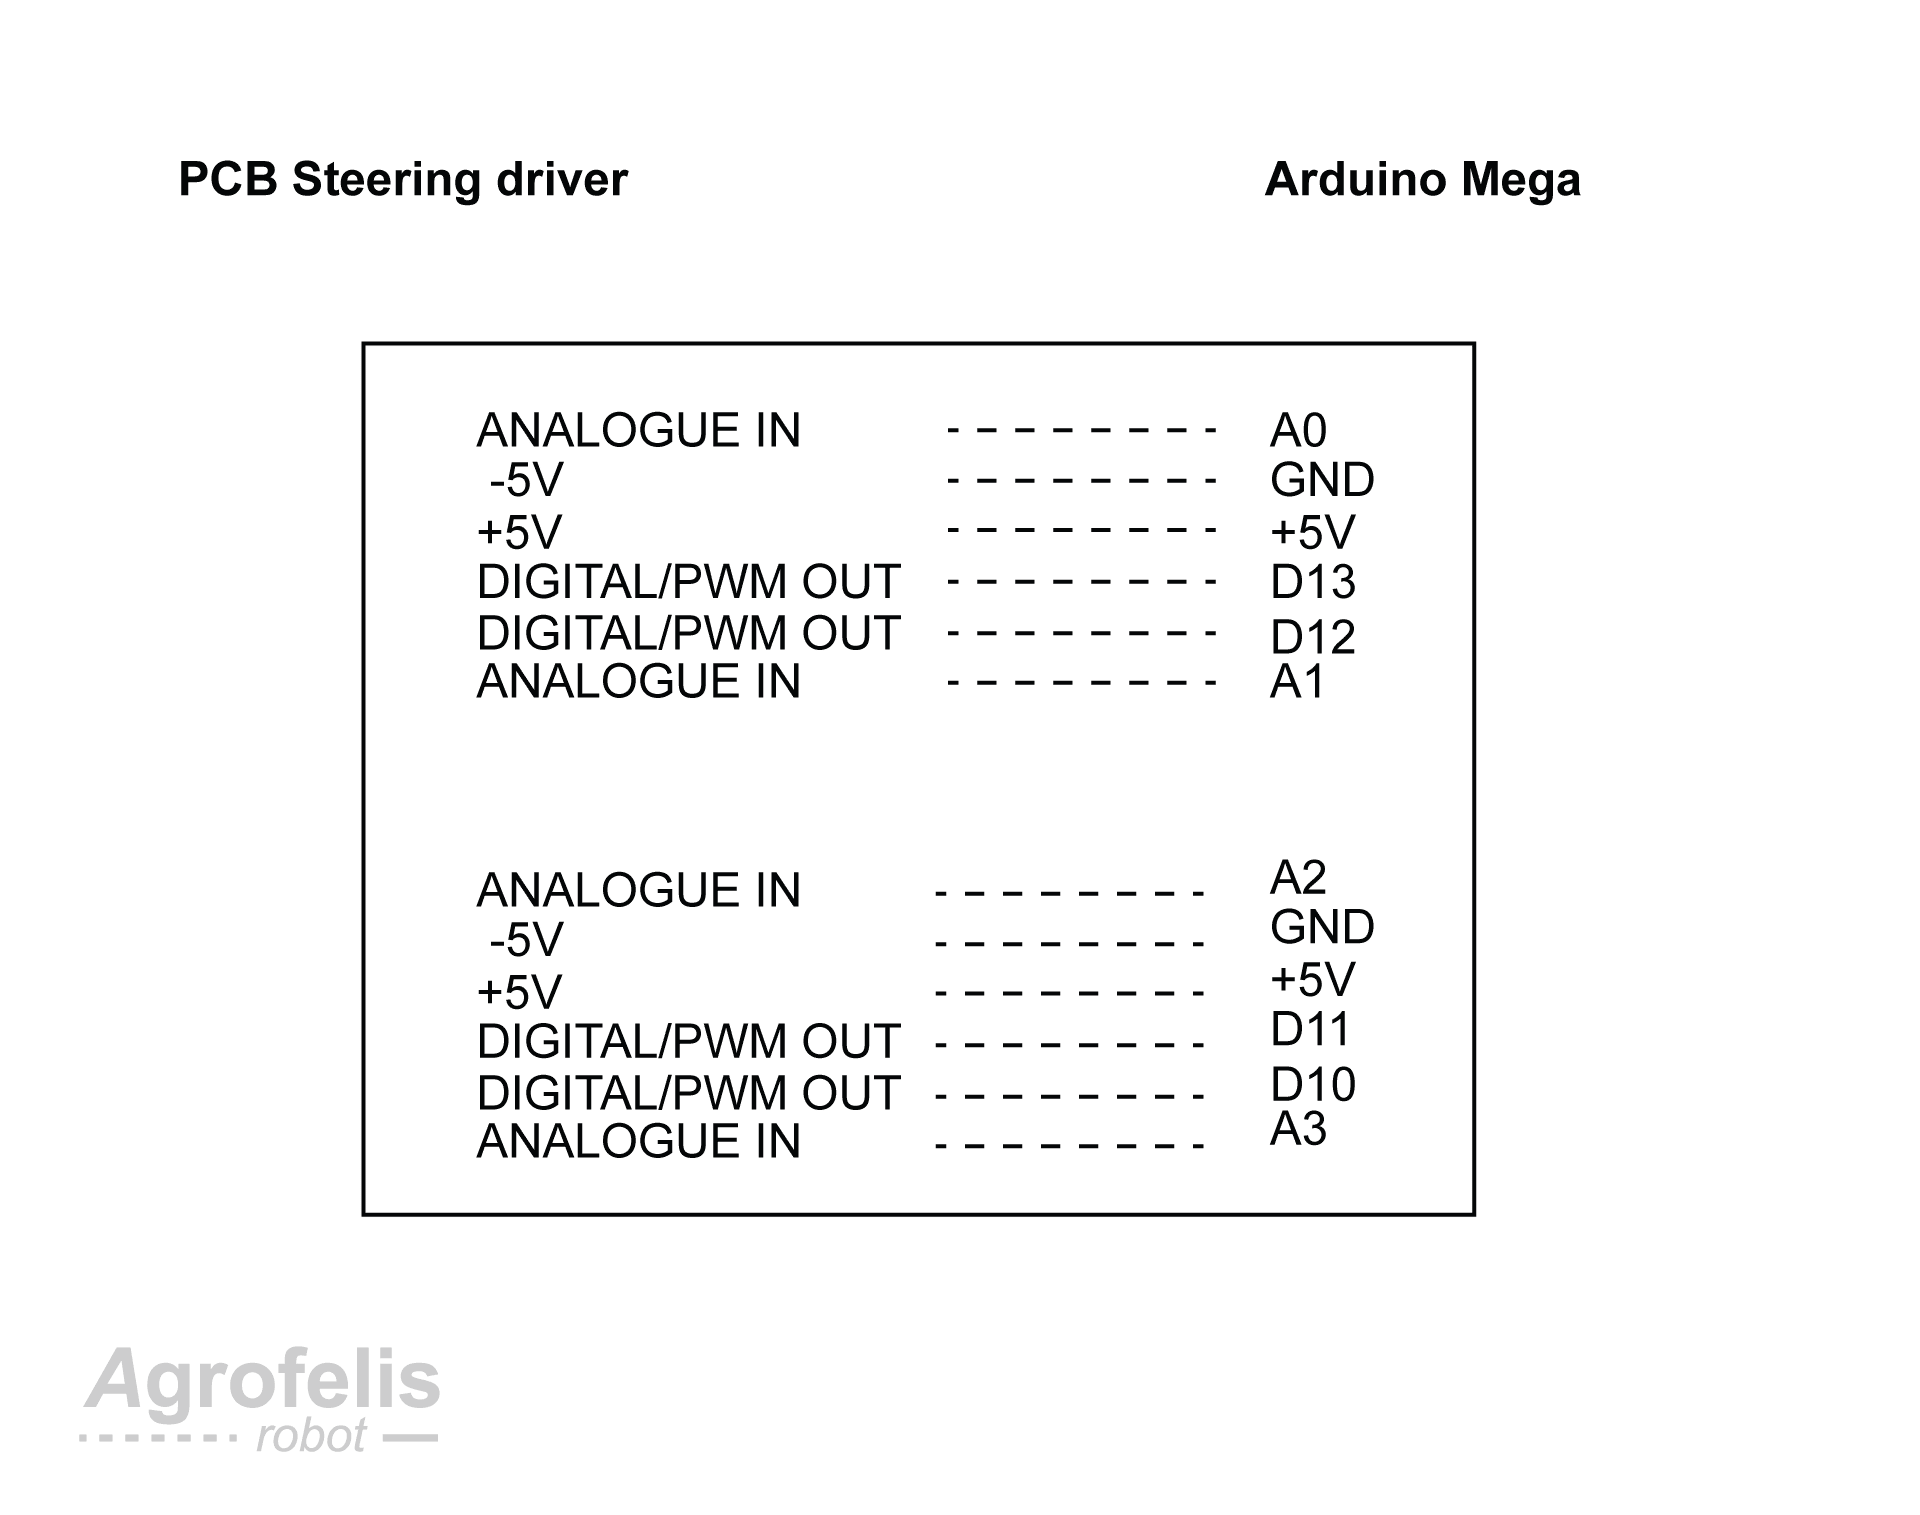 PCB Steering driver Arduino Mega
ANALOGUE IN - - - - - - - - A0
-5V - - - - - - - - GND
+5V - - - - - - - - +5V
DIGITAL/PWM OUT - - - - - - - - D13
DIGITAL/PWM OUT - - - - - - - - D12
ANALOGUE IN - - - - - - - - A1
ANALOGUE IN - - - - - - - - A2
-5V - - - - - - - - GND
+5V - - - - - - - - +5V
DIGITAL/PWM OUT - - - - - - - - D11
DIGITAL/PWM OUT - - - - - - - - D10
ANALOGUE IN - - - - - - - - A3
Agrofelis
robot